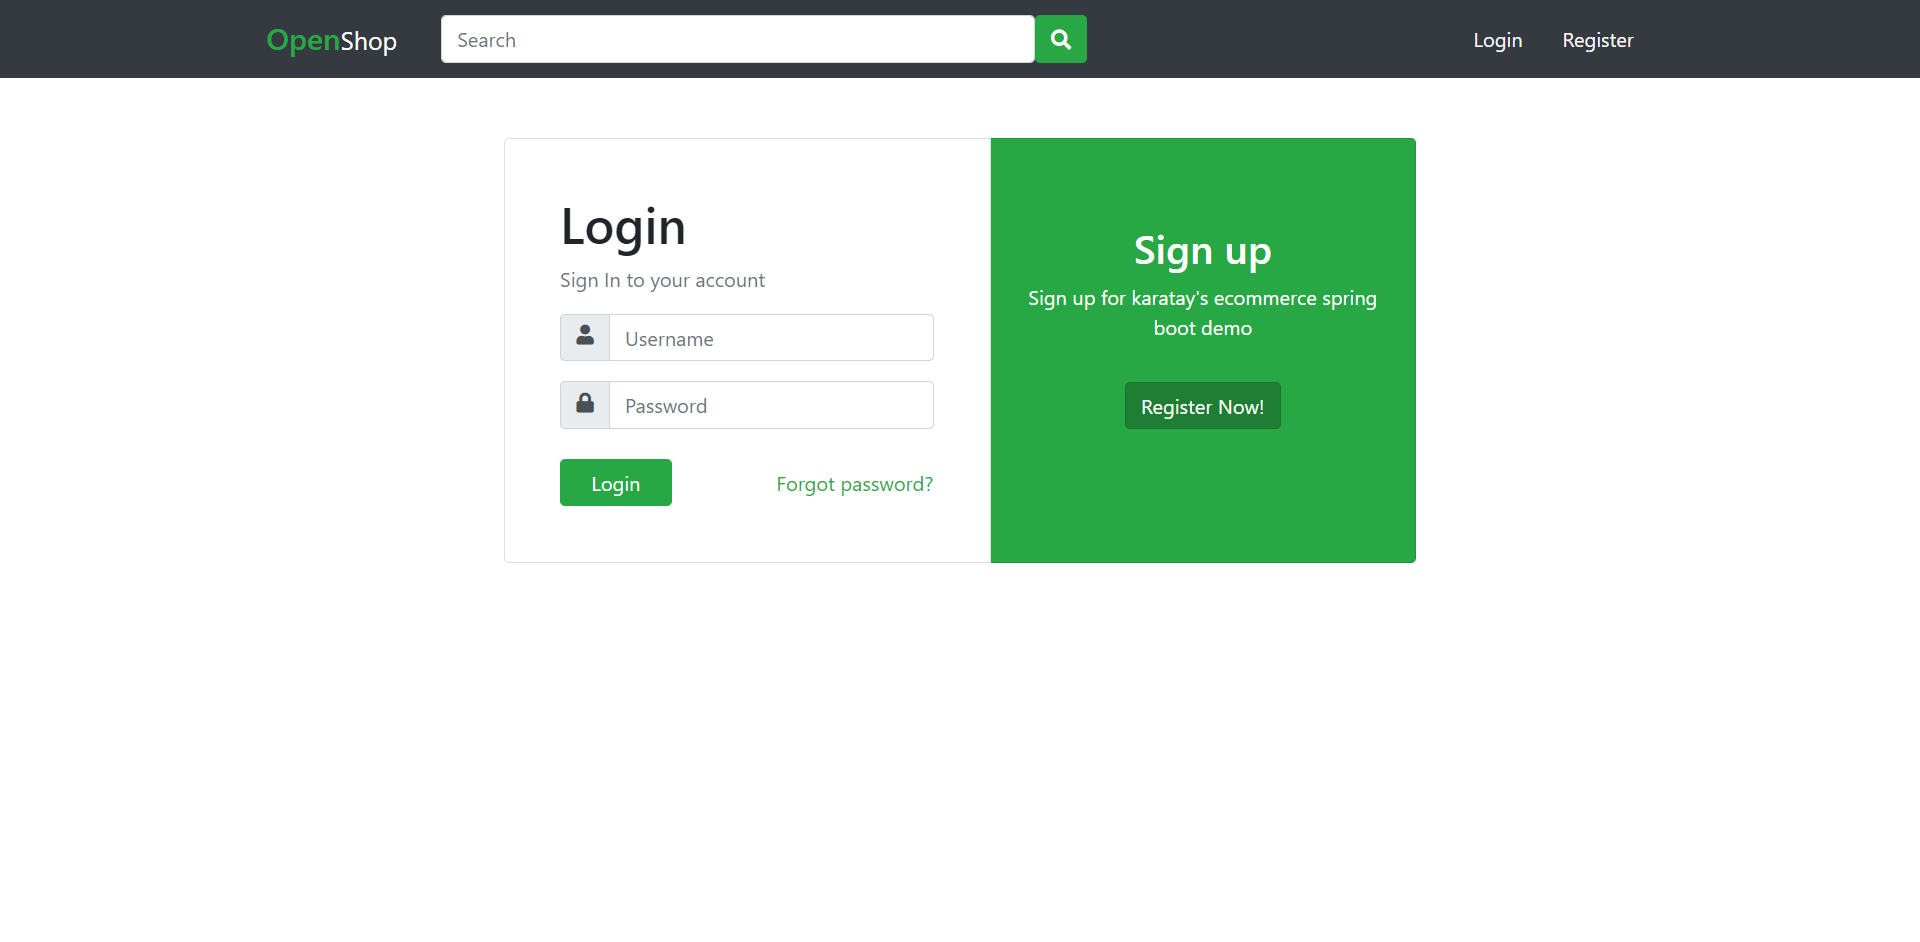 OpenShop
Search
Login
Register
Login
Sign In to your account
Username
Password
Login
Forgot password?
Sign up
Sign up for karatay's ecommerce spring
boot demo
Register Now!